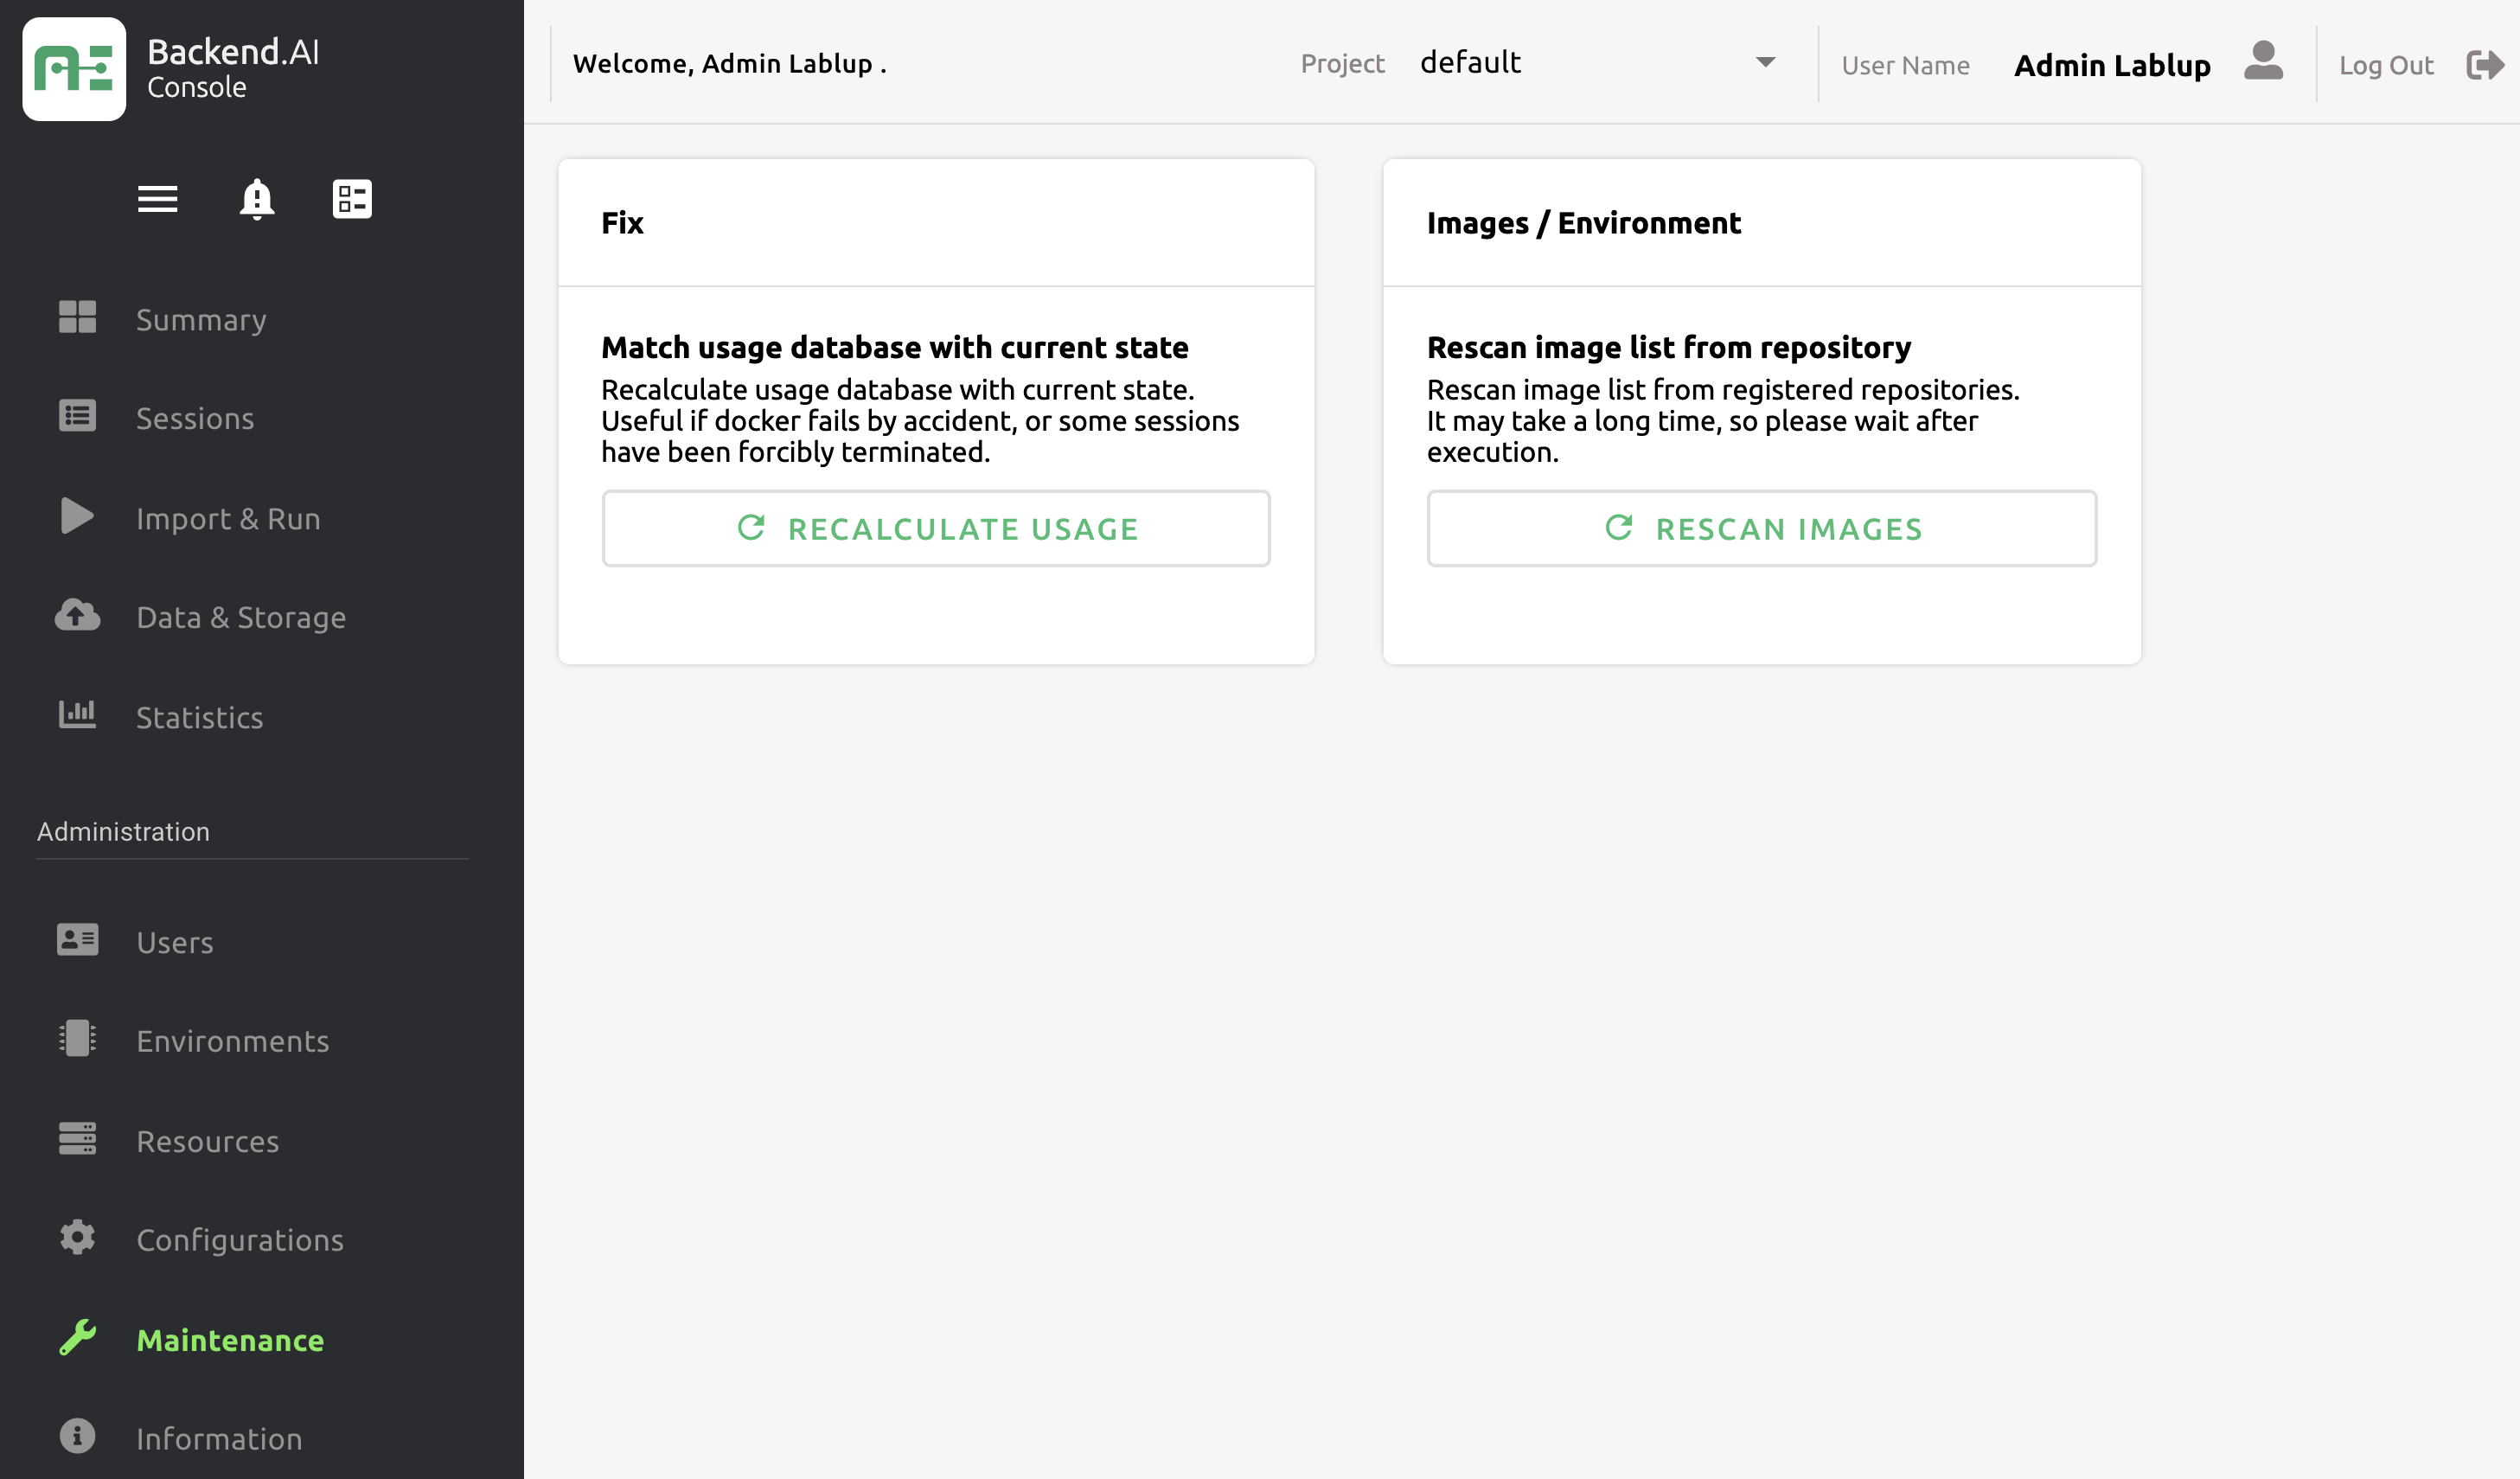 Backend.AI
Console
Summary
Sessions
Import & Run
Data & Storage
Statistics
Administration
Users
Environments
Resources
Configurations
Maintenance
Information
Welcome, Admin Lablup .
Project default
User Name Admin Lablup
Log Out
Fix
Match usage database with current state
Recalculate usage database with current state.
Useful if docker fails by accident, or some sessions
have been forcibly terminated.
RECALCULATE USAGE
Images / Environment
Rescan image list from repository
Rescan image list from registered repositories.
It may take a long time, so please wait after
execution.
RESCAN IMAGES